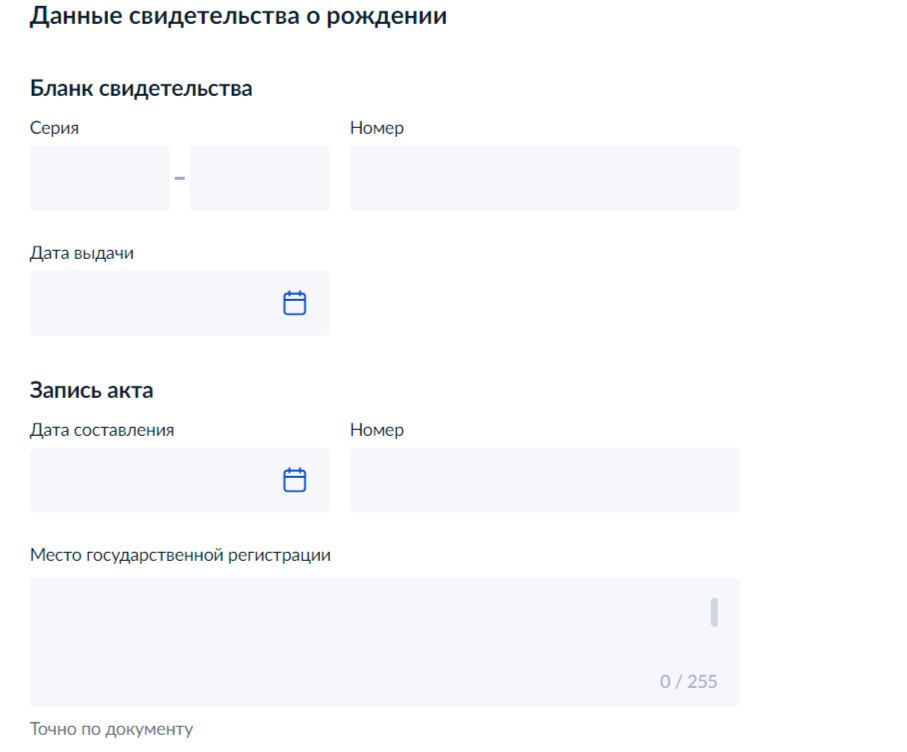 Данные свидетельства о рождении
Бланк свидетельства
Серия Номер
–
Дата выдачи
Запись акта
Дата составления Номер
Место государственной регистрации
0 / 255
Точно по документу